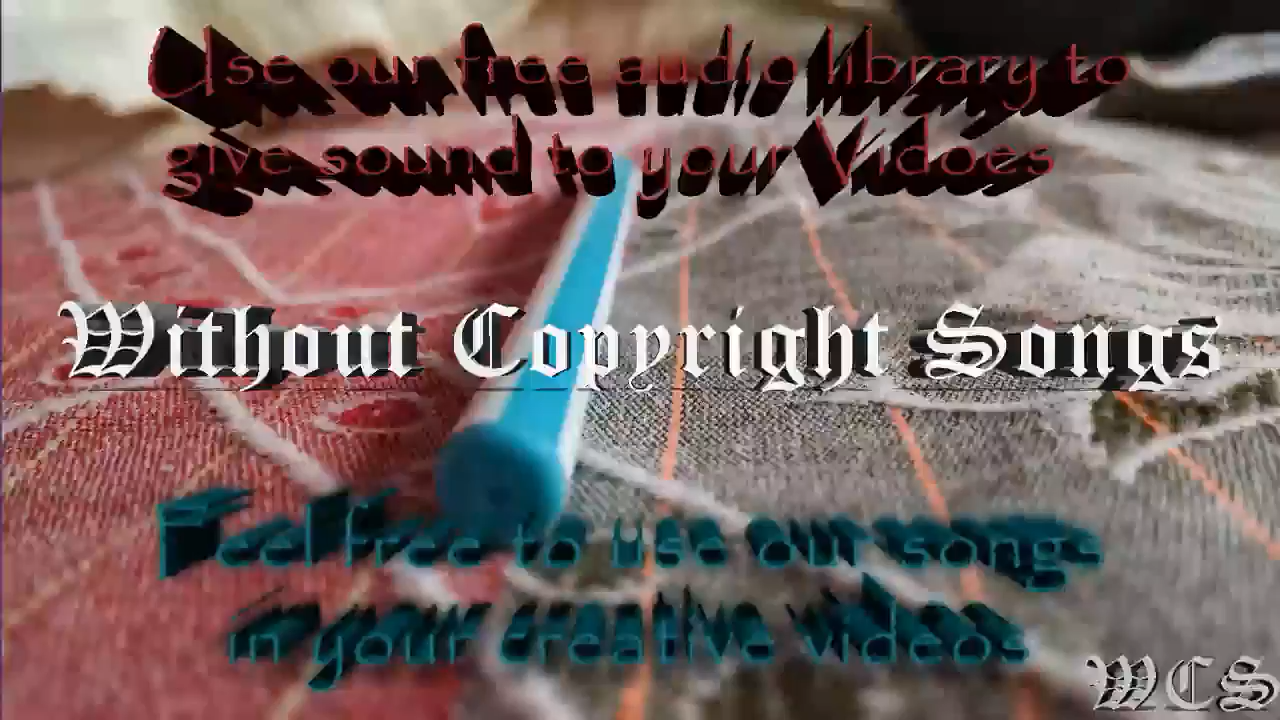 Use our free audio library to
give sound to your Vidoes
Without Copyright Songs
Feel free to use our songs
in your creative videos
WCS